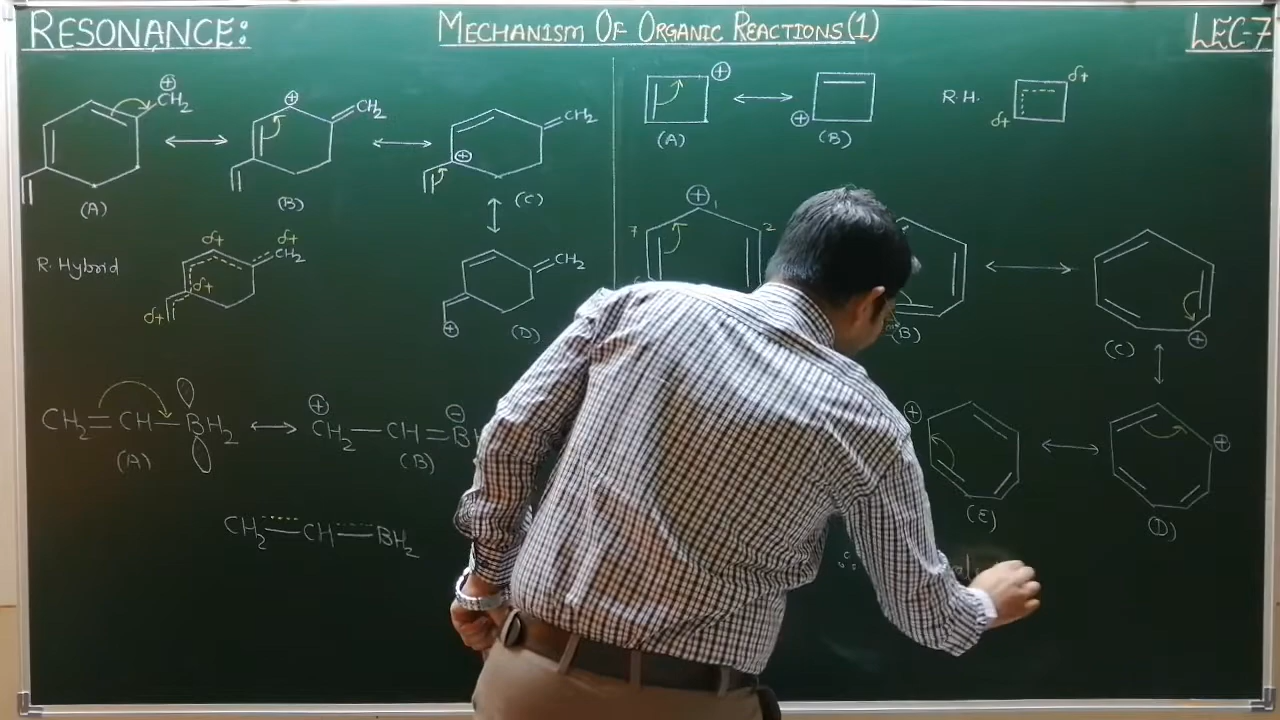 RESONANCE:
MECHANISM OF ORGANIC REACTIONS(1)
LEC-7
⊕
CH₂
(A)
⊕
CH₂
(B)
CH₂
⊕
(C)
R. Hybrid
δ+
δ+
CH₂
δ+
δ+
CH₂
⊕
(D)
CH₂=CH—BH₂
(A)
⊕
⊖
CH₂—CH=B
(B)
CH₂—CH—BH₂
⊕
(A)
⊕
(B)
R.H.
δ+
δ+
⊕
1
2
7
(B)
⊕
(C)
⊕
(E)
⊕
(D)